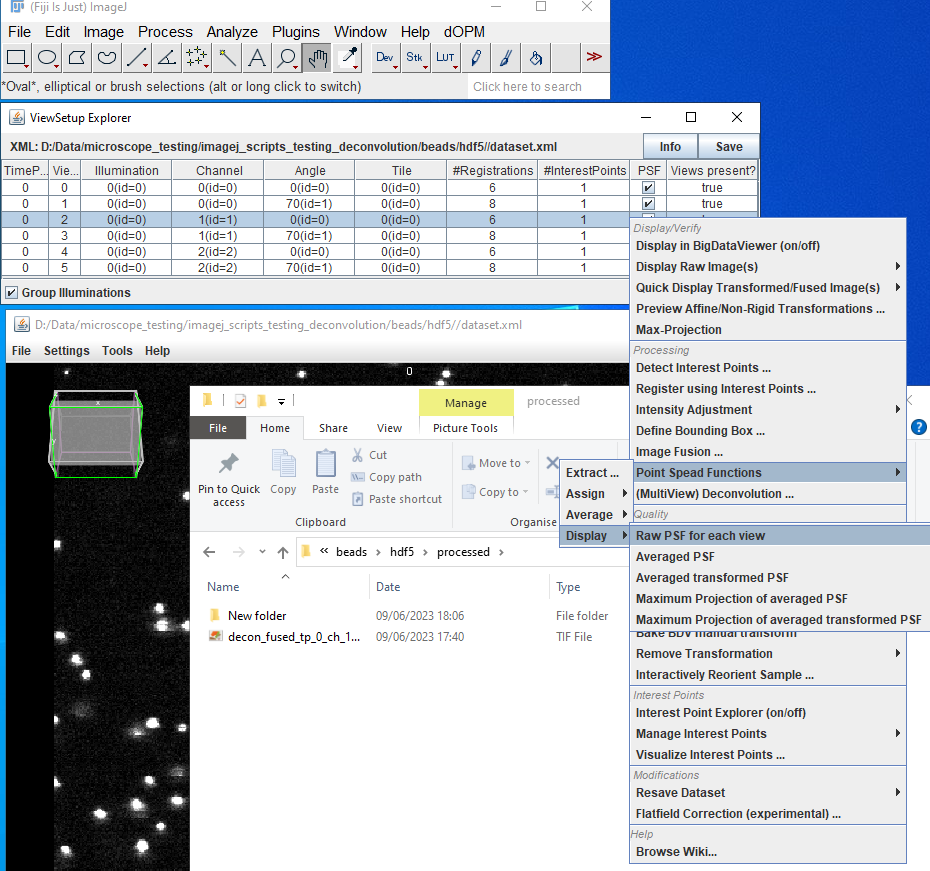 (Fiji Is Just) ImageJ
File Edit Image Process Analyze Plugins Window Help dOPM
Dev Stk LUT
*Oval*, elliptical or brush selections (alt or long click to switch)
Click here to search
ViewSetup Explorer
XML: D:/Data/microscope_testing/imagej_scripts_testing_deconvolution/beads/hdf5//dataset.xml
Info Save
TimeP... Vie... Illumination Channel Angle Tile #Registrations #InterestPoints PSF Views present?
0 0 0(id=0) 0(id=0) 0(id=0) 0(id=0) 6 1 true
0 1 0(id=0) 0(id=0) 70(id=1) 0(id=0) 8 1 true
0 2 0(id=0) 1(id=1) 0(id=0) 0(id=0) 6 1
0 3 0(id=0) 1(id=1) 70(id=1) 0(id=0) 8 1
0 4 0(id=0) 2(id=2) 0(id=0) 0(id=0) 6 1
0 5 0(id=0) 2(id=2) 70(id=1) 0(id=0) 8 1
Group Illuminations
D:/Data/microscope_testing/imagej_scripts_testing_deconvolution/beads/hdf5//dataset.xml
File Settings Tools Help
0
x
Manage
processed
File Home Share View Picture Tools
Pin to Quick access
Copy
Paste
Cut
Copy path
Paste shortcut
Clipboard
Move to
Copy to
Organise
beads > hdf5 > processed >
Name Date Type
New folder 09/06/2023 18:06 File folder
decon_fused_tp_0_ch_1... 09/06/2023 17:40 TIF File
Display/Verify
Display in BigDataViewer (on/off)
Display Raw Image(s)
Quick Display Transformed/Fused Image(s)
Preview Affine/Non-Rigid Transformations ...
Max-Projection
Processing
Detect Interest Points ...
Register using Interest Points ...
Intensity Adjustment
Define Bounding Box ...
Image Fusion ...
Point Spead Functions
(MultiView) Deconvolution ...
Quality
Extract ...
Assign
Average
Display
Raw PSF for each view
Averaged PSF
Averaged transformed PSF
Maximum Projection of averaged PSF
Maximum Projection of averaged transformed PSF
Bake BDV manual transform
Remove Transformation
Interactively Reorient Sample ...
Interest Points
Interest Point Explorer (on/off)
Manage Interest Points
Visualize Interest Points ...
Modifications
Resave Dataset
Flatfield Correction (experimental) ...
Help
Browse Wiki...